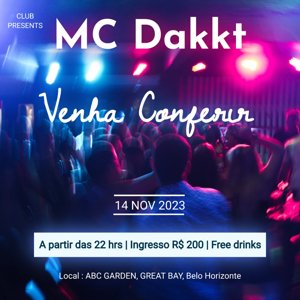 CLUB
PRESENTS
MC Dakkt
Venha Conferir
14 NOV 2023
A partir das 22 hrs | Ingresso R$ 200 | Free drinks
Local : ABC GARDEN, GREAT BAY, Belo Horizonte